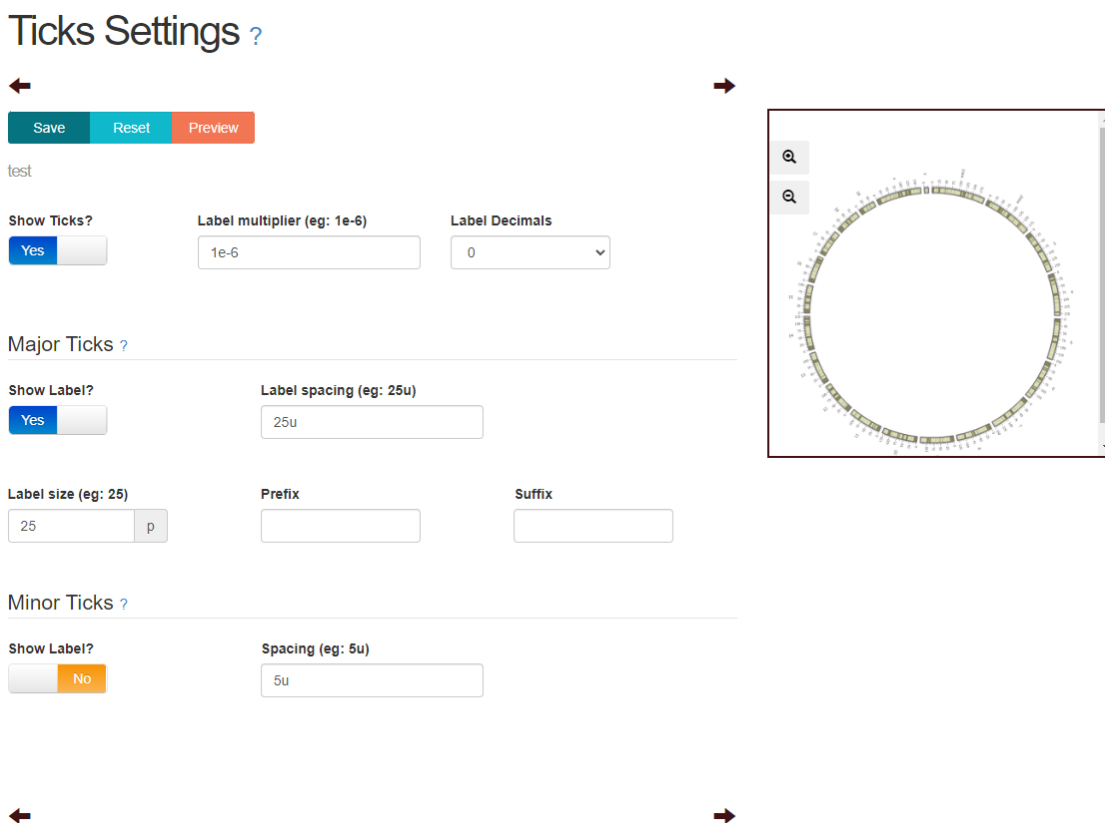 Ticks Settings ?
Save Reset Preview
test
Show Ticks? Label multiplier (eg: 1e-6) Label Decimals
Yes 1e-6 0
Major Ticks ?
Show Label? Label spacing (eg: 25u)
Yes 25u
Label size (eg: 25) Prefix Suffix
25 p
Minor Ticks ?
Show Label? Spacing (eg: 5u)
No 5u